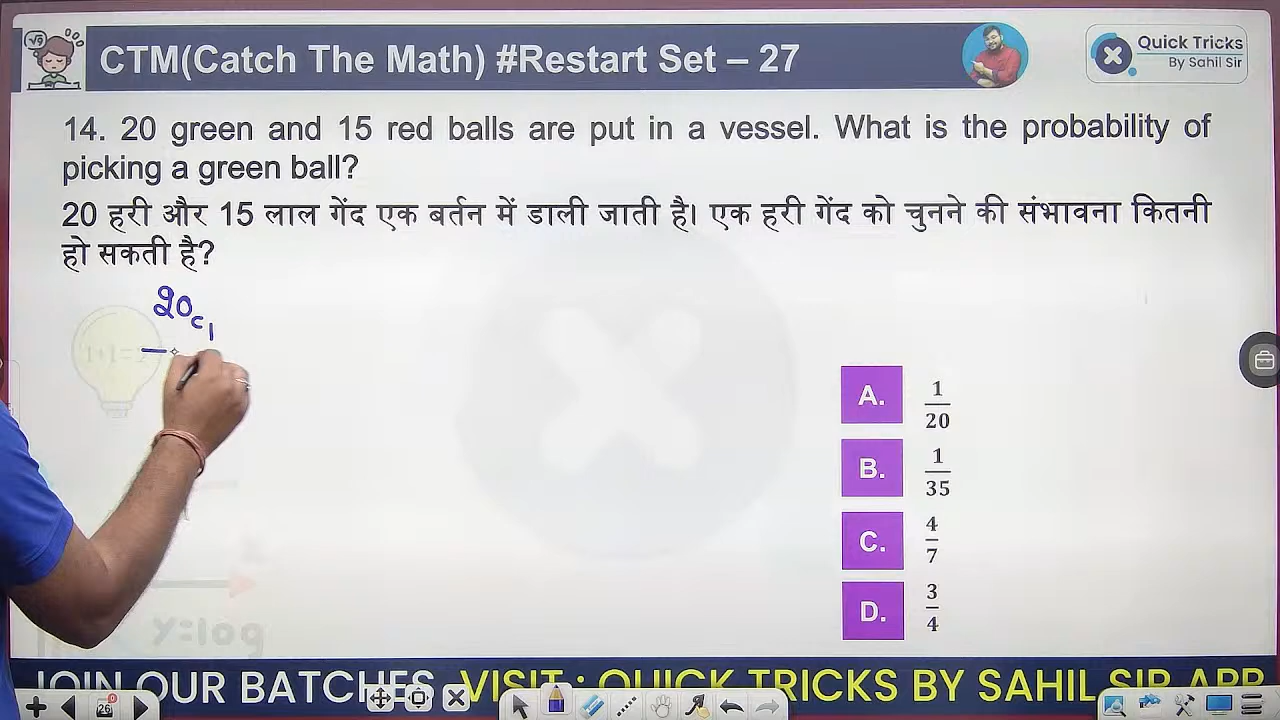 CTM(Catch The Math) #Restart Set – 27
Quick Tricks
By Sahil Sir
14. 20 green and 15 red balls are put in a vessel. What is the probability of
picking a green ball?
20 हरी और 15 लाल गेंद एक बर्तन में डाली जाती है। एक हरी गेंद को चुनने की संभावना कितनी
हो सकती है?
20c1
A. 1/20
B. 1/35
C. 4/7
D. 3/4
y=log
JOIN OUR BATCHES VISIT : QUICK TRICKS BY SAHIL SIR APP
26